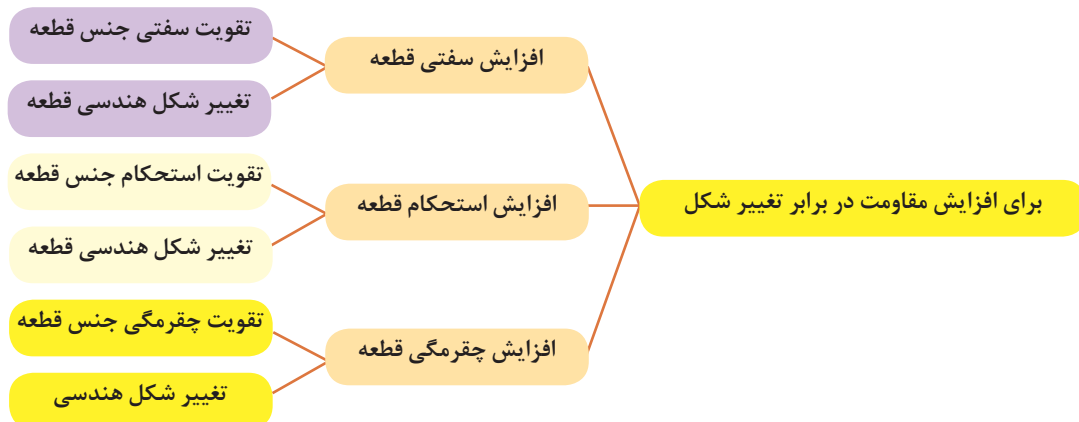 برای افزایش مقاومت در برابر تغییر شکل
افزایش سفتی قطعه
تقویت سفتی جنس قطعه
تغییر شکل هندسی قطعه
افزایش استحکام قطعه
تقویت استحکام جنس قطعه
تغییر شکل هندسی قطعه
افزایش چقرمگی قطعه
تقویت چقرمگی جنس قطعه
تغییر شکل هندسی